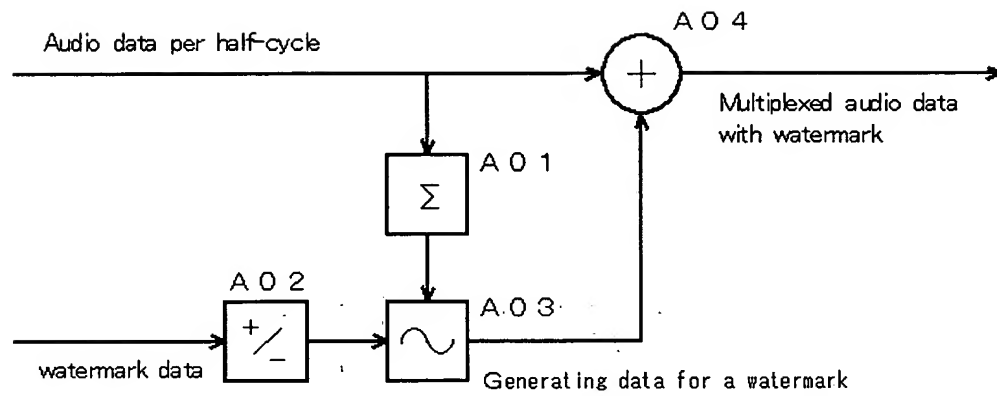 A04
Audio data per half-cycle
+
Multiplexed audio data
with watermark
A01
Σ
A02
A03
+/-
watermark data
Generating data for a watermark